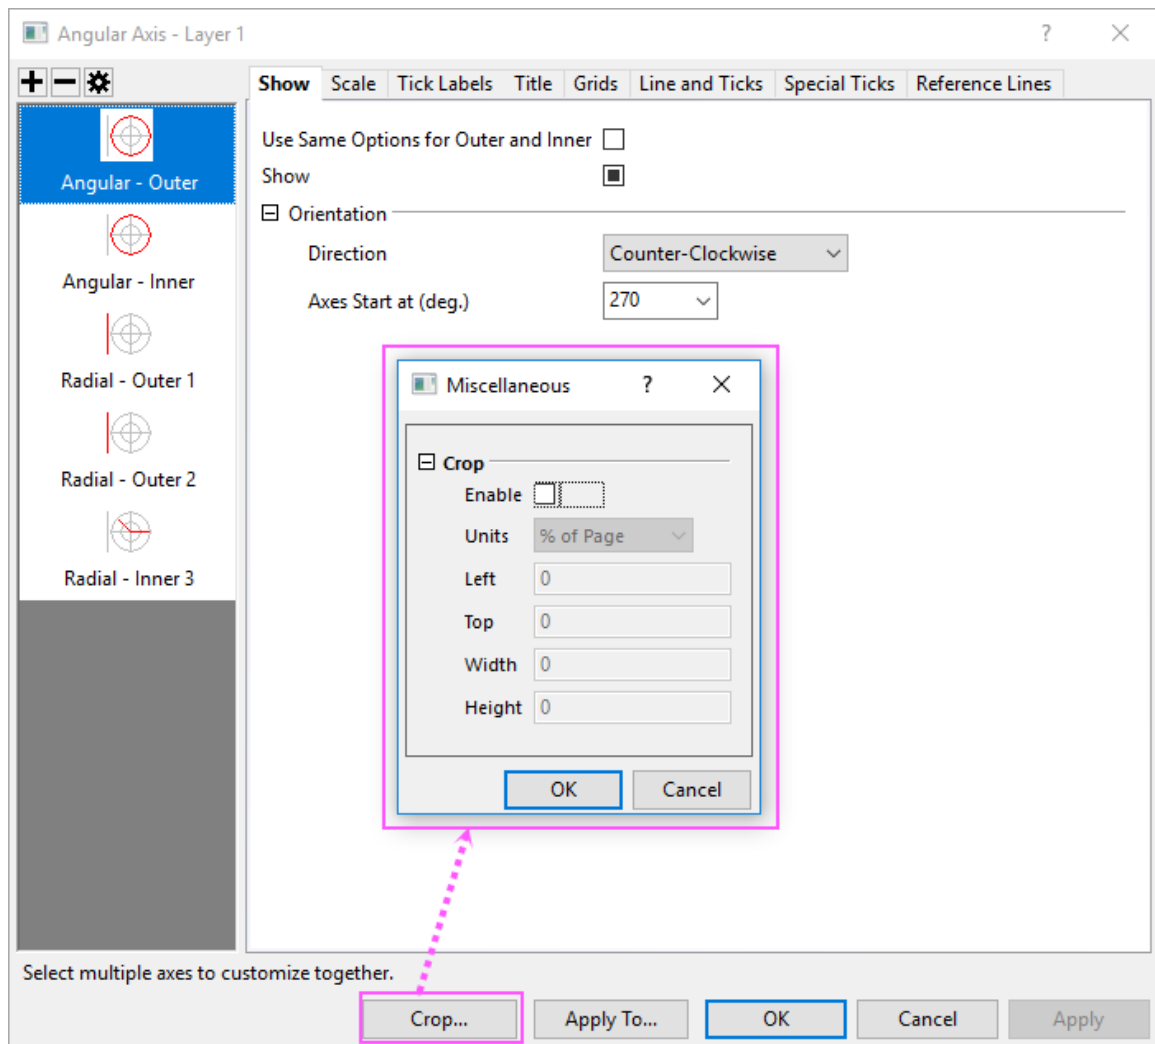 Angular Axis - Layer 1
?
Show Scale Tick Labels Title Grids Line and Ticks Special Ticks Reference Lines
Angular - Outer
Angular - Inner
Radial - Outer 1
Radial - Outer 2
Radial - Inner 3
Use Same Options for Outer and Inner
Show
Orientation
Direction Counter-Clockwise
Axes Start at (deg.) 270
Miscellaneous ?
Crop
Enable
Units % of Page
Left 0
Top 0
Width 0
Height 0
OK Cancel
Select multiple axes to customize together.
Crop... Apply To... OK Cancel Apply